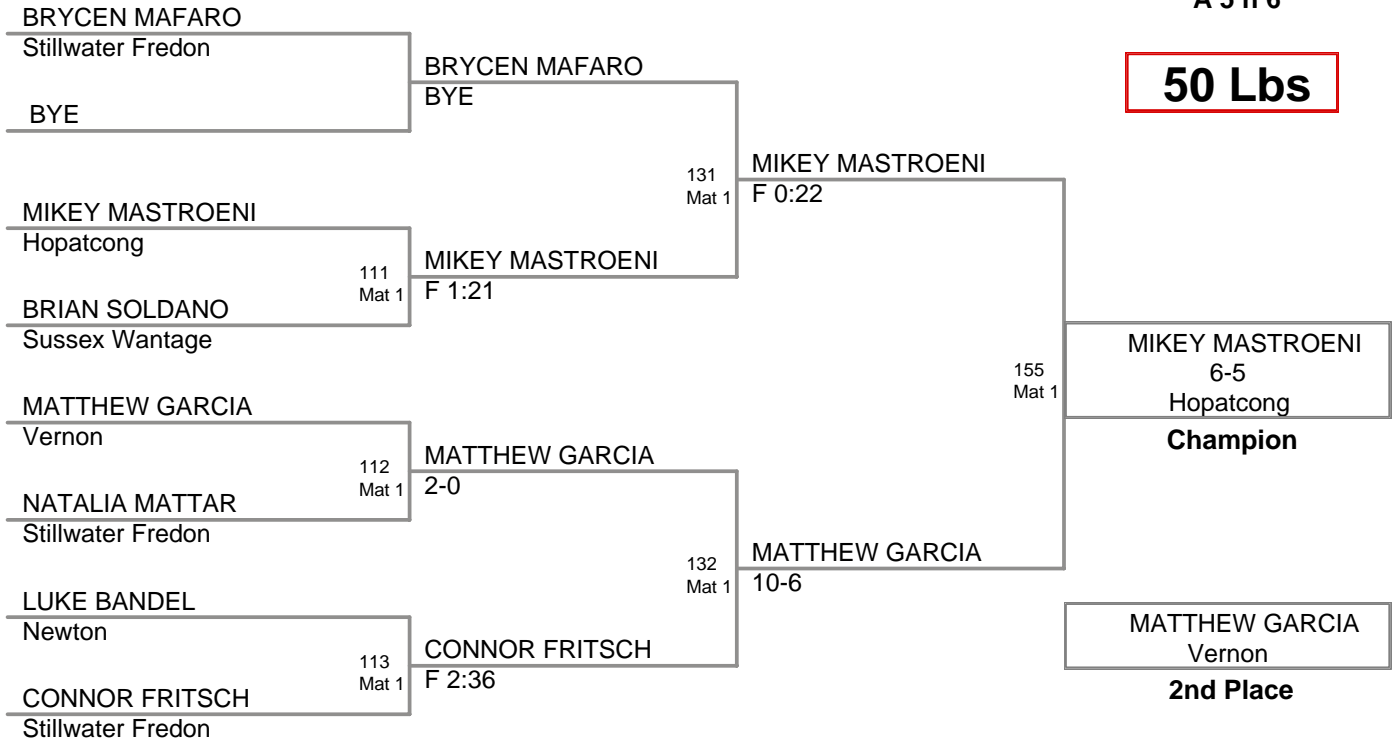 A 5 n 6
50 Lbs
BRYCEN MAFARO
Stillwater Fredon
BYE
MIKEY MASTROENI
Hopatcong
BRIAN SOLDANO
Sussex Wantage
MATTHEW GARCIA
Vernon
NATALIA MATTAR
Stillwater Fredon
LUKE BANDEL
Newton
CONNOR FRITSCH
Stillwater Fredon
BRYCEN MAFARO
BYE
111
Mat 1
MIKEY MASTROENI
F 1:21
112
Mat 1
MATTHEW GARCIA
2-0
113
Mat 1
CONNOR FRITSCH
F 2:36
131
Mat 1
MIKEY MASTROENI
F 0:22
132
Mat 1
MATTHEW GARCIA
10-6
155
Mat 1
MIKEY MASTROENI
6-5
Hopatcong
Champion
MATTHEW GARCIA
Vernon
2nd Place